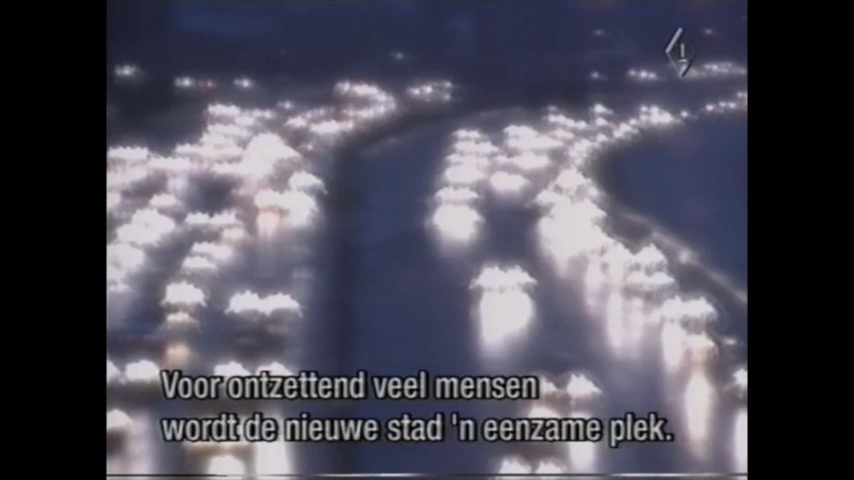 Voor ontzettend veel mensen
wordt de nieuwe stad 'n eenzame plek.